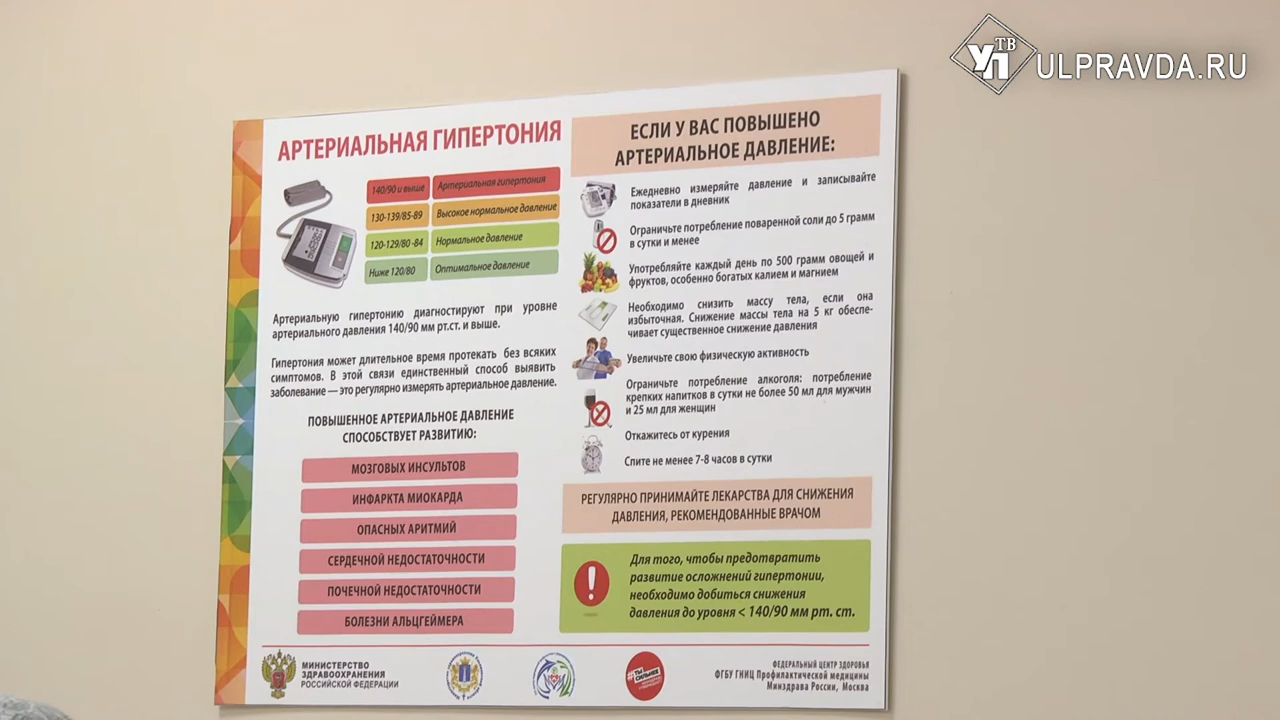 УП ТВ ULPRAVDA.RU
АРТЕРИАЛЬНАЯ ГИПЕРТОНИЯ
140/90 и выше Артериальная гипертония
130-139/85-89 Высокое нормальное давление
120-129/80 -84 Нормальное давление
Ниже 120/80 Оптимальное давление
Артериальную гипертонию диагностируют при уровне
артериального давления 140/90 мм рт.ст. и выше.
Гипертония может длительное время протекать без всяких
симптомов. В этой связи единственный способ выявить
заболевание — это регулярно измерять артериальное давление.
ПОВЫШЕННОЕ АРТЕРИАЛЬНОЕ ДАВЛЕНИЕ
СПОСОБСТВУЕТ РАЗВИТИЮ:
МОЗГОВЫХ ИНСУЛЬТОВ
ИНФАРКТА МИОКАРДА
ОПАСНЫХ АРИТМИЙ
СЕРДЕЧНОЙ НЕДОСТАТОЧНОСТИ
ПОЧЕЧНОЙ НЕДОСТАТОЧНОСТИ
БОЛЕЗНИ АЛЬЦГЕЙМЕРА
ЕСЛИ У ВАС ПОВЫШЕНО
АРТЕРИАЛЬНОЕ ДАВЛЕНИЕ:
Ежедневно измеряйте давление и записывайте
показатели в дневник
Ограничьте потребление поваренной соли до 5 грамм
в сутки и менее
Употребляйте каждый день по 500 грамм овощей и
фруктов, особенно богатых калием и магнием
Необходимо снизить массу тела, если она
избыточная. Снижение массы тела на 5 кг обеспе-
чивает существенное снижение давления
Увеличьте свою физическую активность
Ограничьте потребление алкоголя: потребление
крепких напитков в сутки не более 50 мл для мужчин
и 25 мл для женщин
Откажитесь от курения
Спите не менее 7-8 часов в сутки
РЕГУЛЯРНО ПРИНИМАЙТЕ ЛЕКАРСТВА ДЛЯ СНИЖЕНИЯ
ДАВЛЕНИЯ, РЕКОМЕНДОВАННЫЕ ВРАЧОМ
Для того, чтобы предотвратить
развитие осложнений гипертонии,
необходимо добиться снижения
давления до уровня < 140/90 мм рт. ст.
МИНИСТЕРСТВО
ЗДРАВООХРАНЕНИЯ
РОССИЙСКОЙ ФЕДЕРАЦИИ
#ТЫ
СИЛЬНЕЕ
ФЕДЕРАЛЬНЫЙ ЦЕНТР ЗДОРОВЬЯ
ФГБУ ГНИЦ Профилактической медицины
Минздрава России, Москва